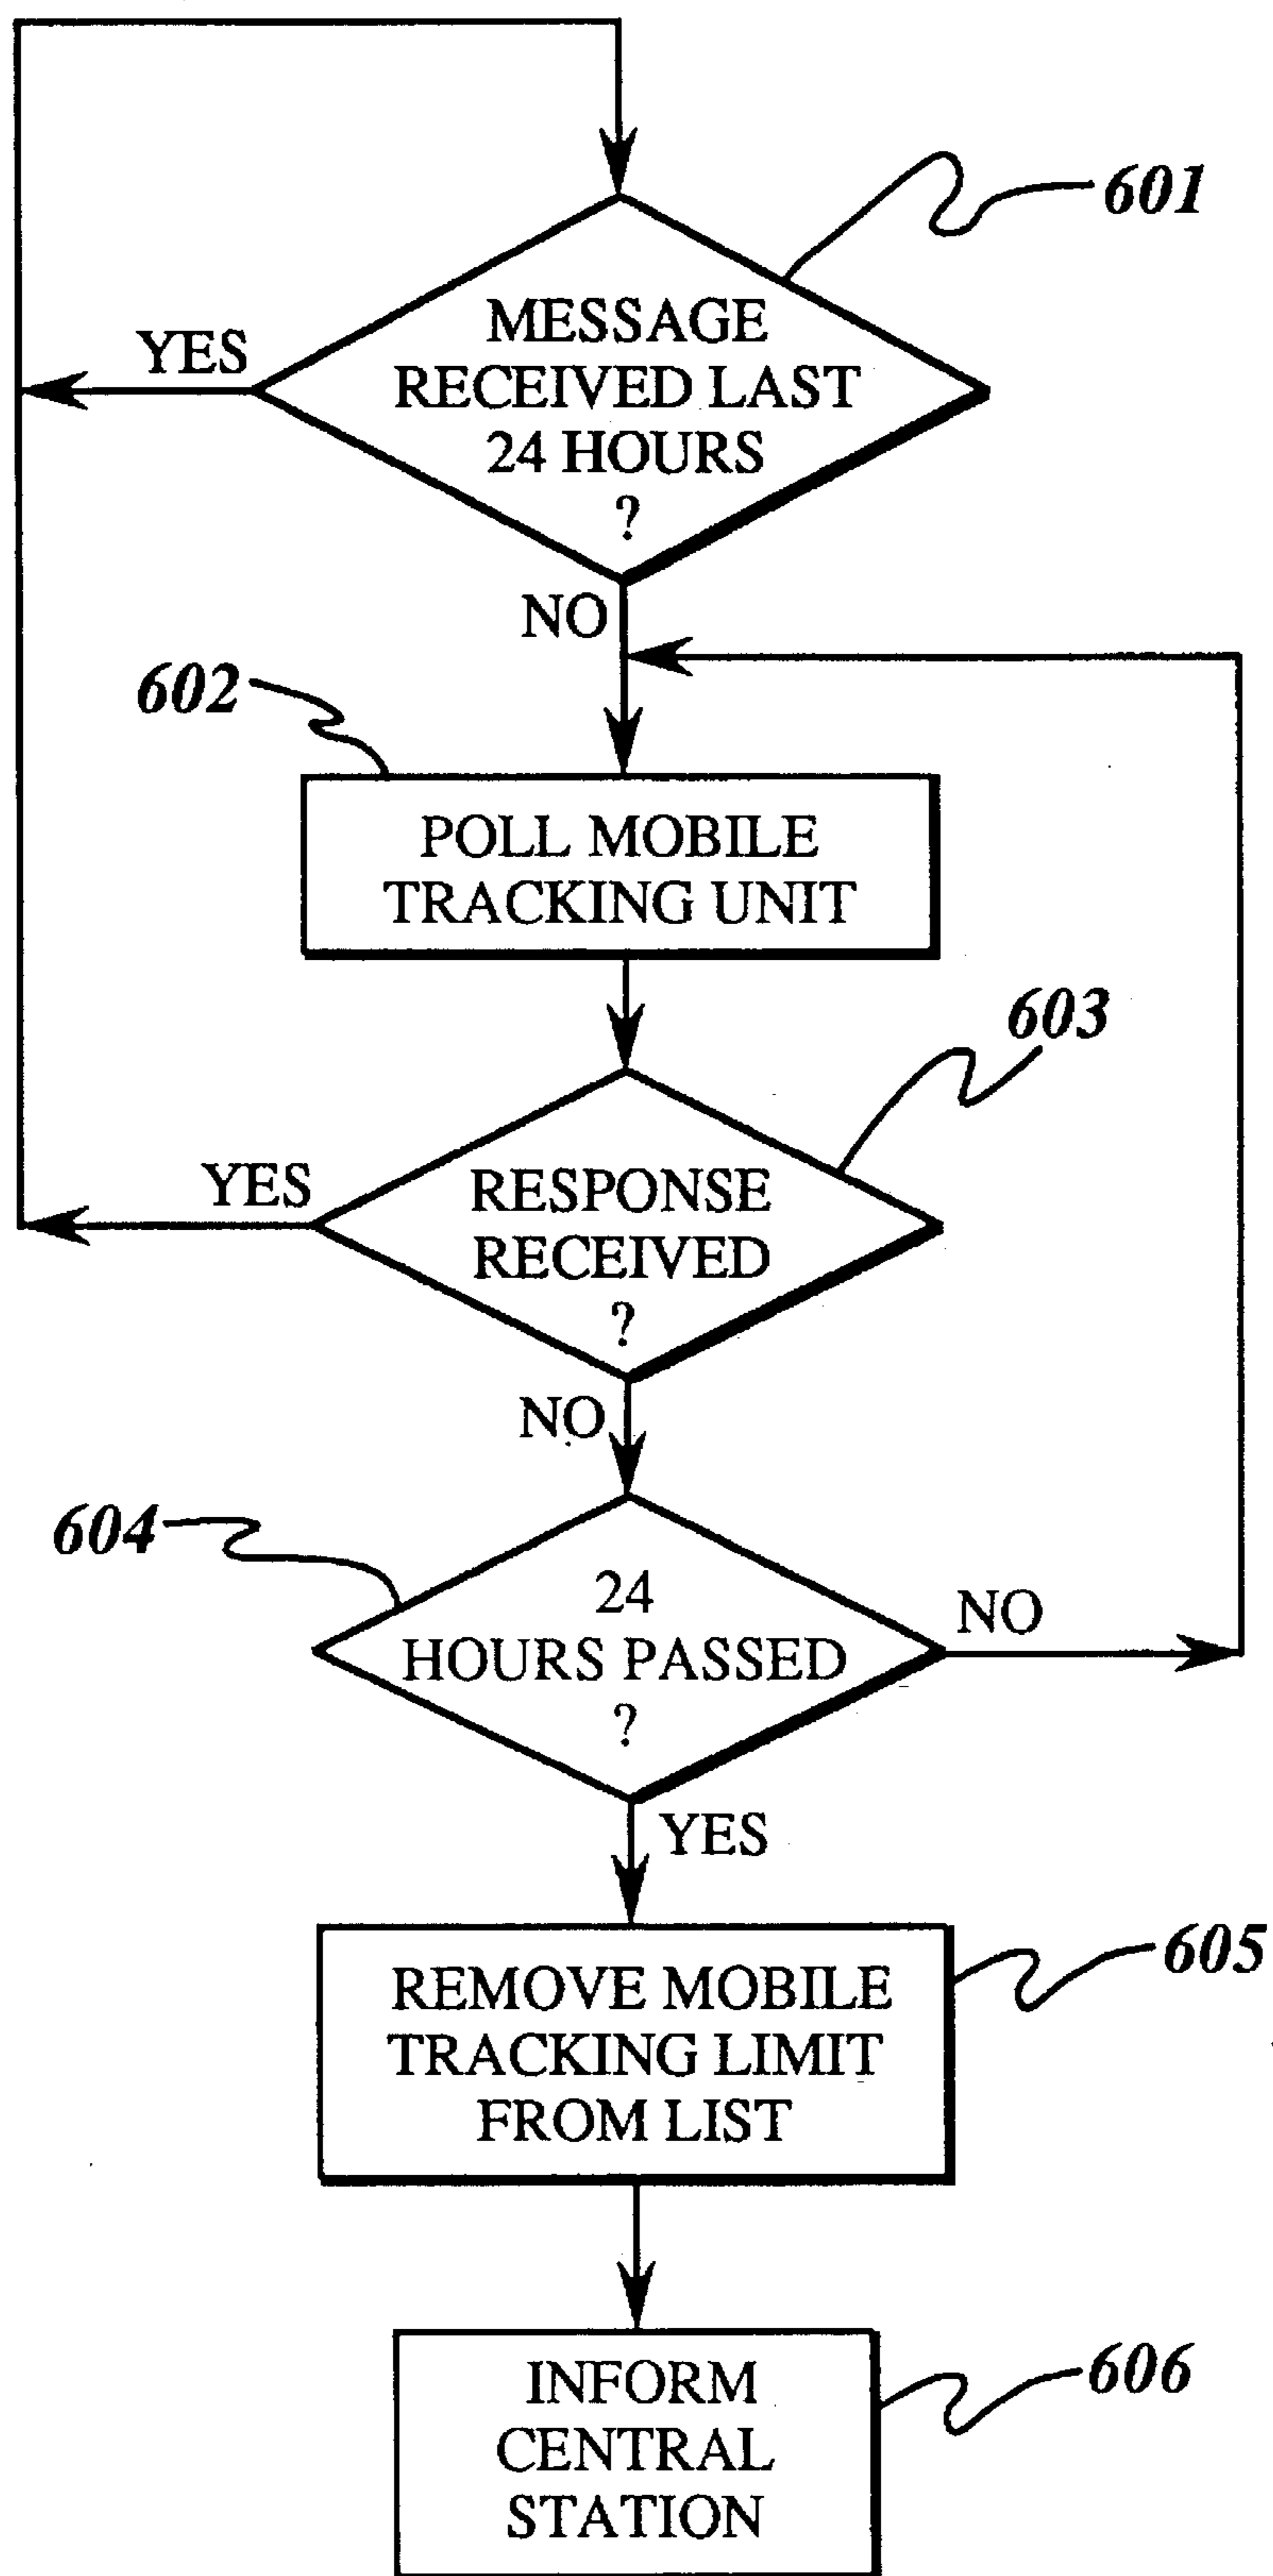 601
MESSAGE
RECEIVED LAST
24 HOURS
?
YES
NO
602
POLL MOBILE
TRACKING UNIT
603
RESPONSE
RECEIVED
?
YES
NO
604
24
HOURS PASSED
?
NO
YES
605
REMOVE MOBILE
TRACKING LIMIT
FROM LIST
606
INFORM
CENTRAL
STATION